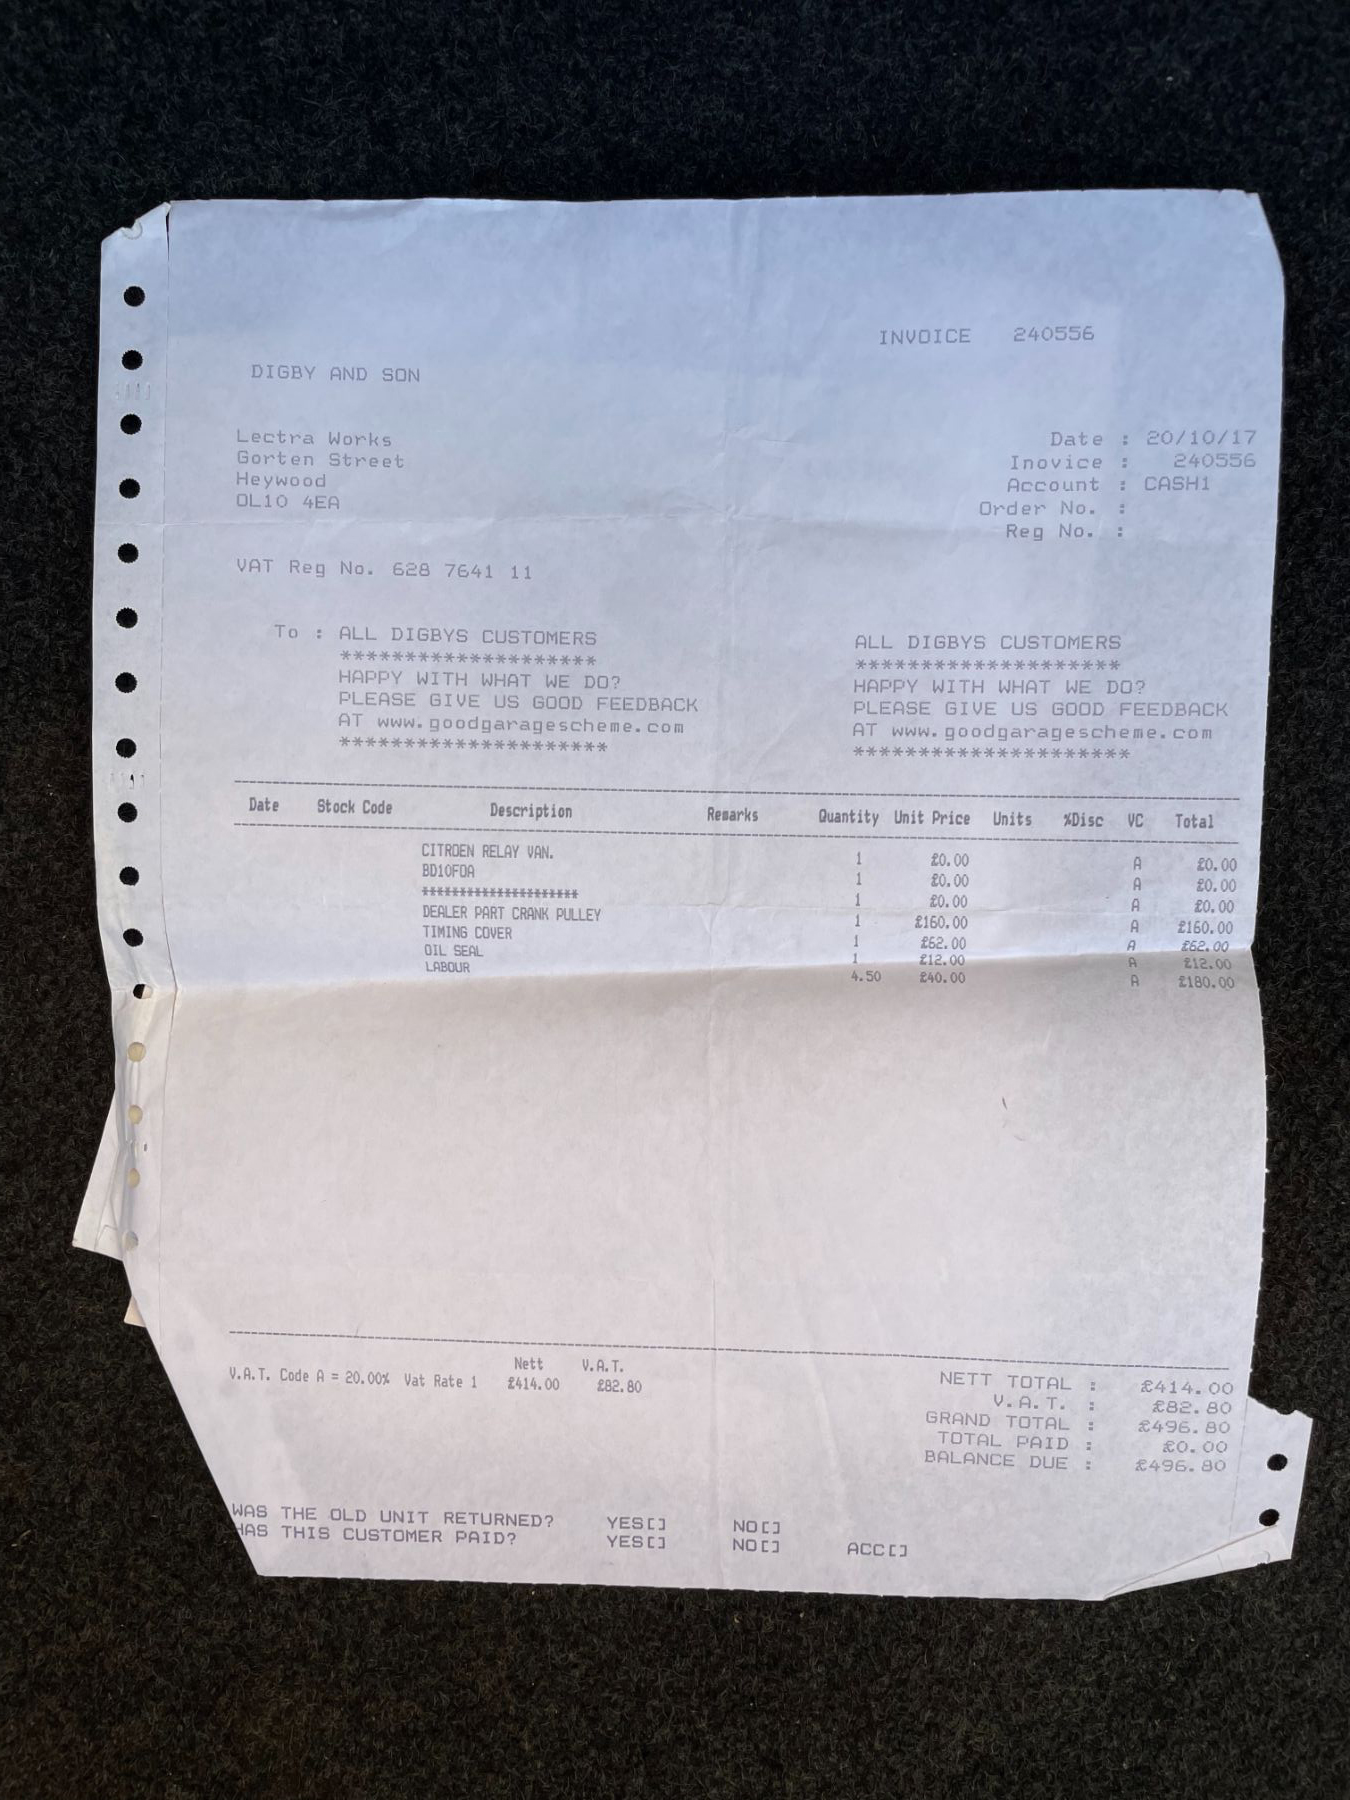 INVOICE 240556
DIGBY AND SON
Lectra Works
Gorten Street
Heywood
OL10 4EA
Date : 20/10/17
Inovice : 240556
Account : CASH1
Order No. :
Reg No. :
VAT Reg No. 628 7641 11
To : ALL DIGBYS CUSTOMERS
********************
HAPPY WITH WHAT WE DO?
PLEASE GIVE US GOOD FEEDBACK
AT www.goodgaragescheme.com
*********************
ALL DIGBYS CUSTOMERS
********************
HAPPY WITH WHAT WE DO?
PLEASE GIVE US GOOD FEEDBACK
AT www.goodgaragescheme.com
*********************
Date Stock Code Description Remarks Quantity Unit Price Units %Disc VC Total
CITROEN RELAY VAN. 1 £0.00 A £0.00
BD10FOA 1 £0.00 A £0.00
********************* 1 £0.00 A £0.00
DEALER PART CRANK PULLEY 1 £160.00 A £160.00
TIMING COVER 1 £62.00 A £62.00
OIL SEAL 1 £12.00 A £12.00
LABOUR 4.50 £40.00 A £180.00
Nett V.A.T.
V.A.T. Code A = 20.00% Vat Rate 1 £414.00 £82.80
NETT TOTAL : £414.00
V.A.T. : £82.80
GRAND TOTAL : £496.80
TOTAL PAID : £0.00
BALANCE DUE : £496.80
WAS THE OLD UNIT RETURNED? YES[] NO[]
HAS THIS CUSTOMER PAID? YES[] NO[] ACC[]